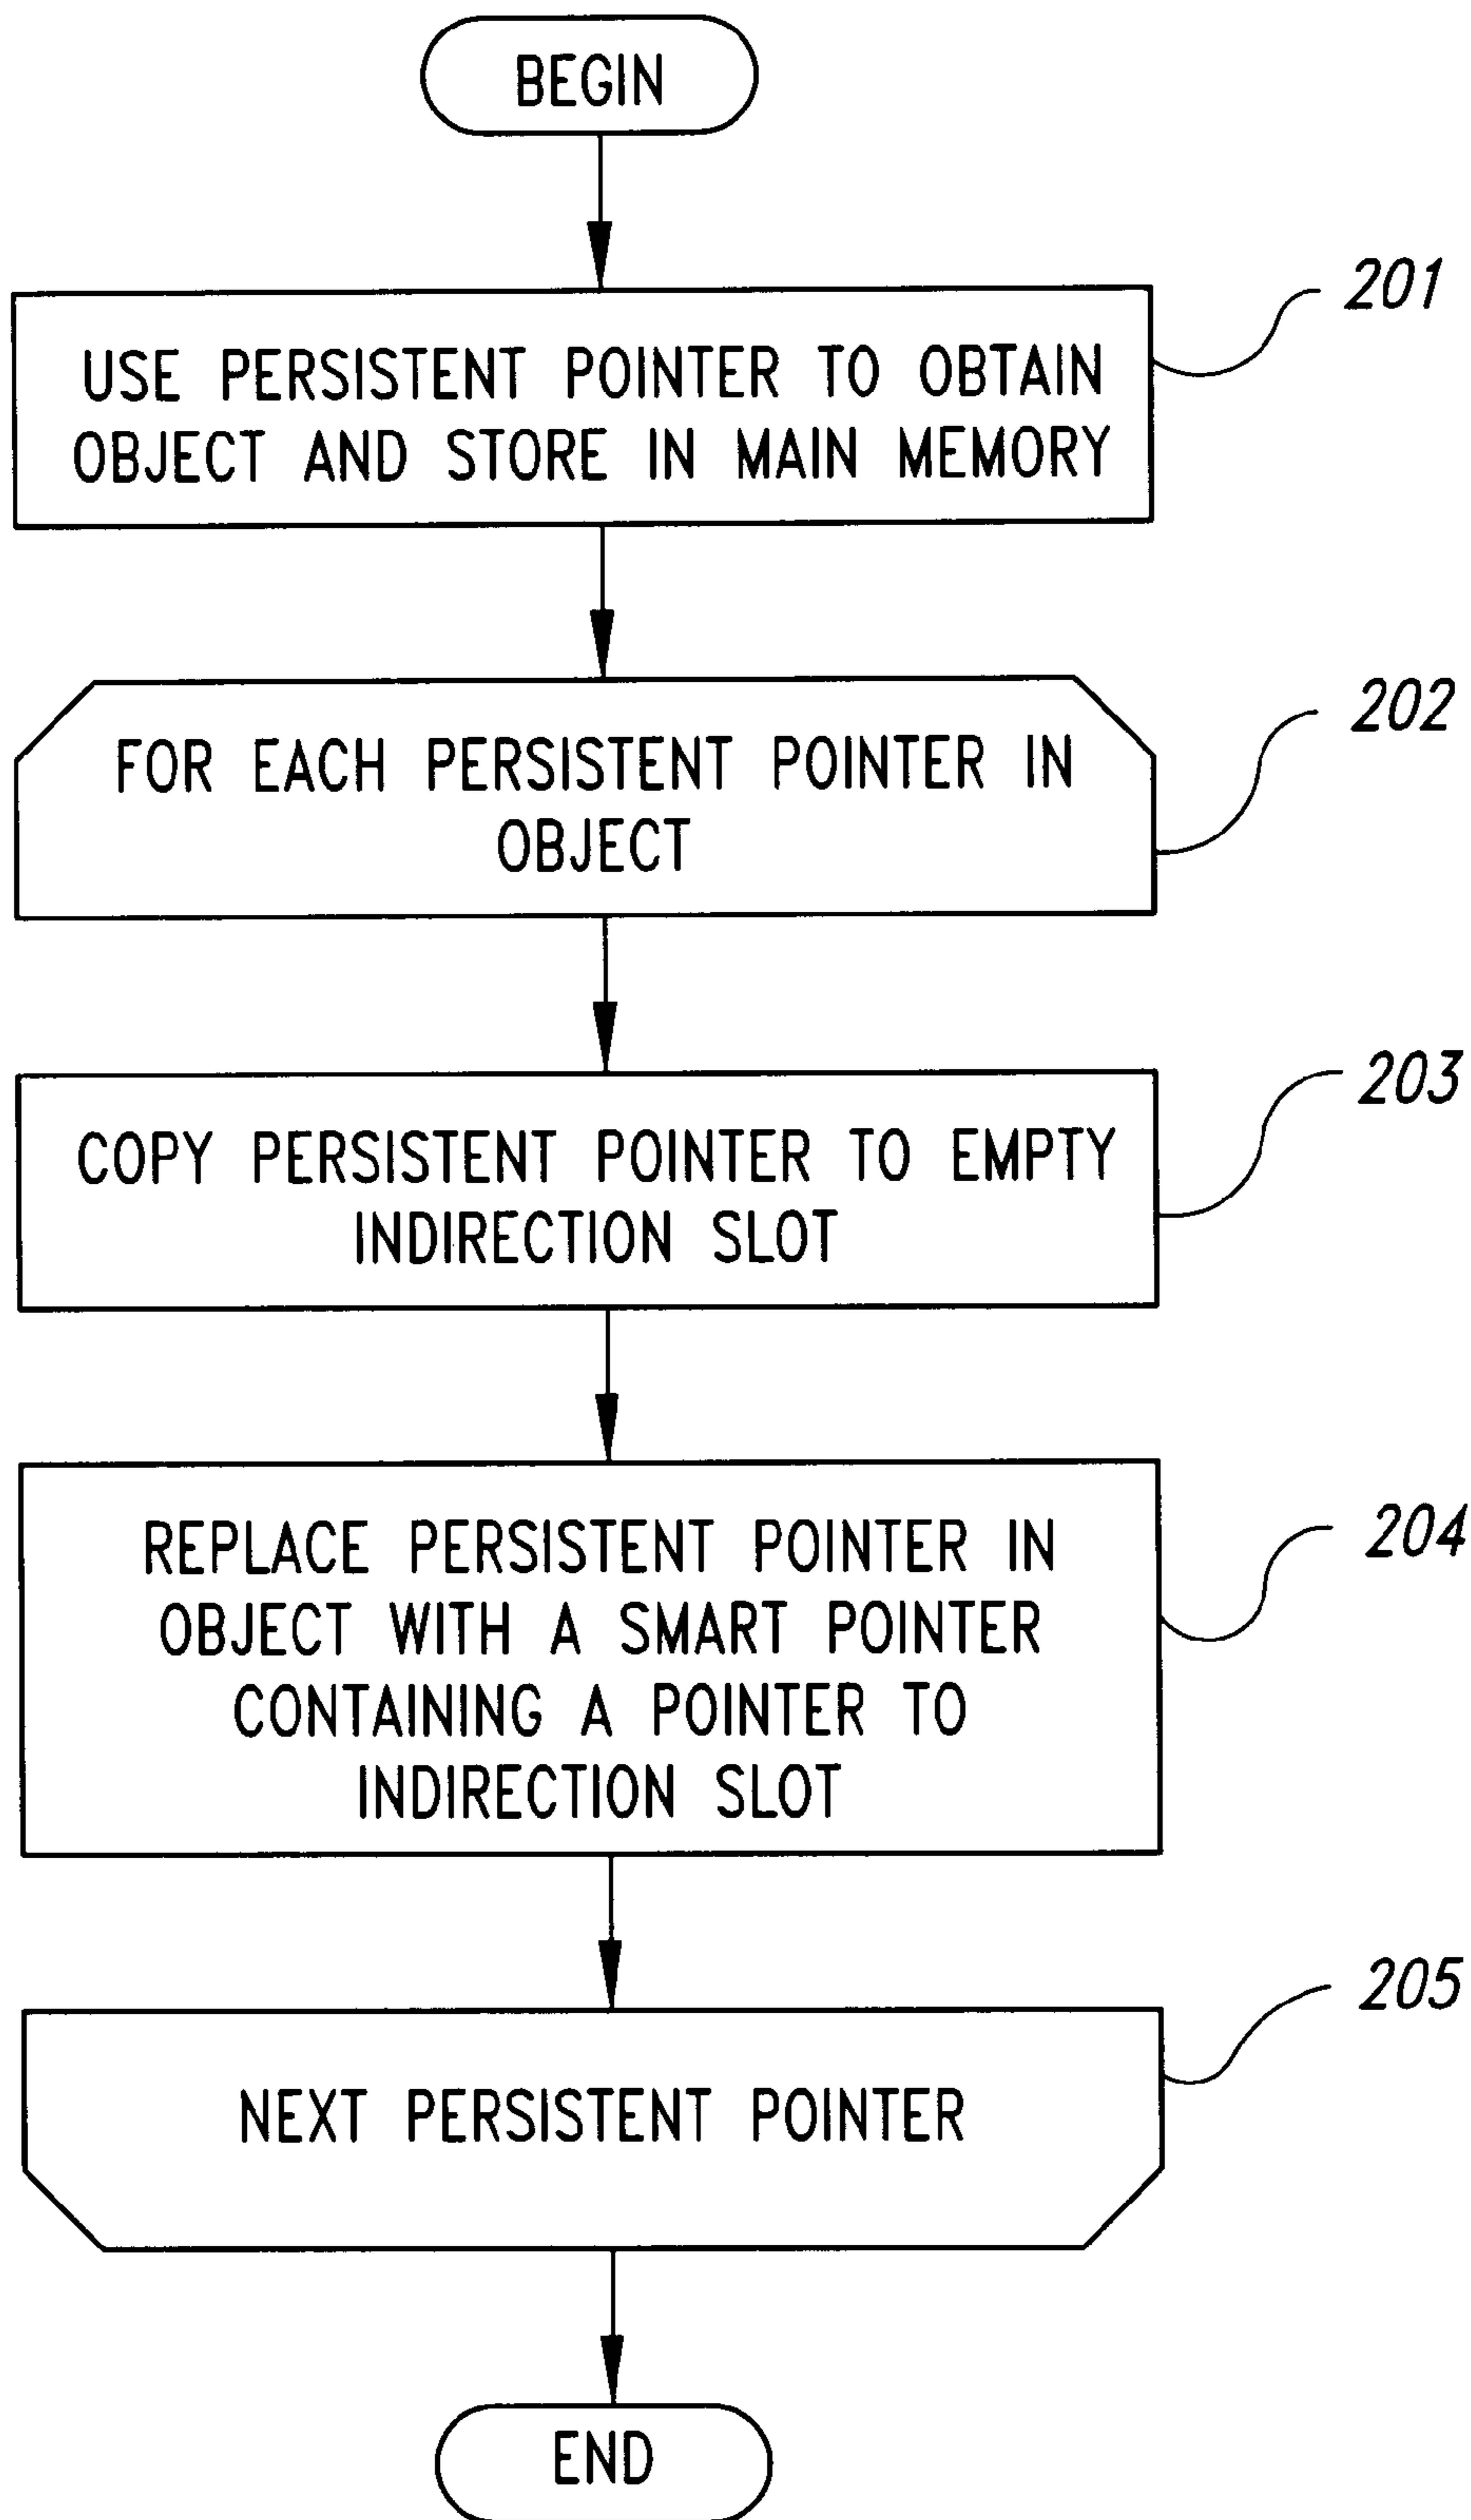 BEGIN
201
USE PERSISTENT POINTER TO OBTAIN
OBJECT AND STORE IN MAIN MEMORY
202
FOR EACH PERSISTENT POINTER IN
OBJECT
203
COPY PERSISTENT POINTER TO EMPTY
INDIRECTION SLOT
204
REPLACE PERSISTENT POINTER IN
OBJECT WITH A SMART POINTER
CONTAINING A POINTER TO
INDIRECTION SLOT
205
NEXT PERSISTENT POINTER
END